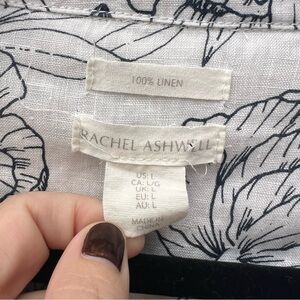 100% LINEN
RACHEL ASHWELL
US: L
CA: L/G
UK: L
EU: L
AU: L
MADE IN
CHINA